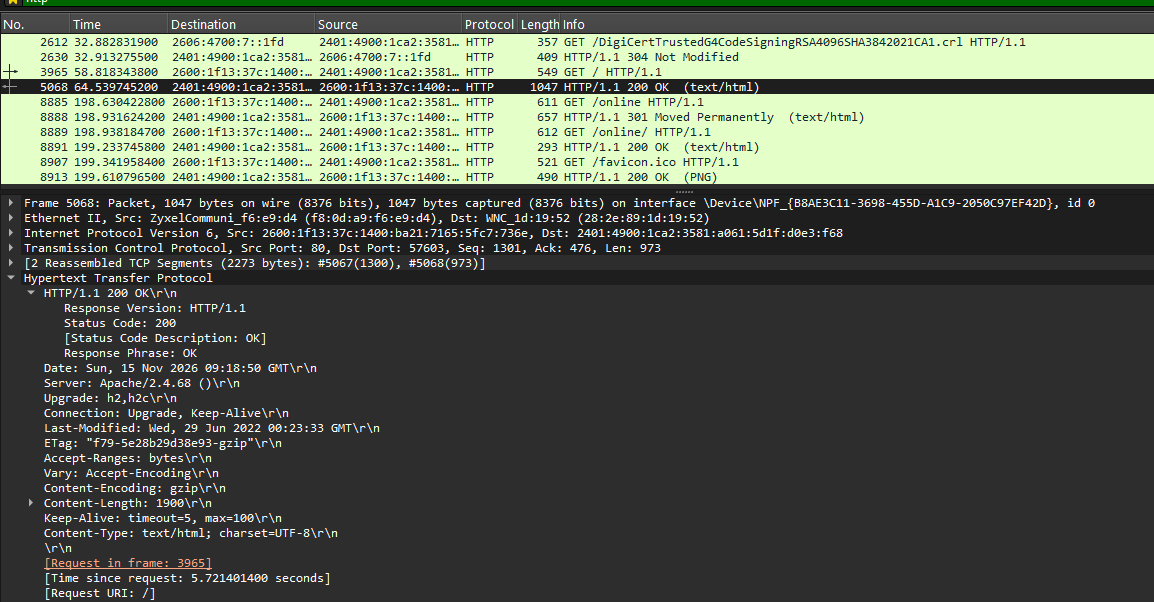 http
No. Time Destination Source Protocol Length Info
2612 32.882831900 2606:4700:7::1fd 2401:4900:1ca2:3581… HTTP 357 GET /DigiCertTrustedG4CodeSigningRSA4096SHA3842021CA1.crl HTTP/1.1
2630 32.913275500 2401:4900:1ca2:3581… 2606:4700:7::1fd HTTP 409 HTTP/1.1 304 Not Modified
3965 58.818343800 2600:1f13:37c:1400:… 2401:4900:1ca2:3581… HTTP 549 GET / HTTP/1.1
5068 64.539745200 2401:4900:1ca2:3581… 2600:1f13:37c:1400:… HTTP 1047 HTTP/1.1 200 OK (text/html)
8885 198.630422800 2600:1f13:37c:1400:… 2401:4900:1ca2:3581… HTTP 611 GET /online HTTP/1.1
8888 198.931624200 2401:4900:1ca2:3581… 2600:1f13:37c:1400:… HTTP 657 HTTP/1.1 301 Moved Permanently (text/html)
8889 198.938184700 2600:1f13:37c:1400:… 2401:4900:1ca2:3581… HTTP 612 GET /online/ HTTP/1.1
8891 199.233745800 2401:4900:1ca2:3581… 2600:1f13:37c:1400:… HTTP 293 HTTP/1.1 200 OK (text/html)
8907 199.341958400 2600:1f13:37c:1400:… 2401:4900:1ca2:3581… HTTP 521 GET /favicon.ico HTTP/1.1
8913 199.610796500 2401:4900:1ca2:3581… 2600:1f13:37c:1400:… HTTP 490 HTTP/1.1 200 OK (PNG)
Frame 5068: Packet, 1047 bytes on wire (8376 bits), 1047 bytes captured (8376 bits) on interface \Device\NPF_{B8AE3C11-3698-455D-A1C9-2050C97EF42D}, id 0
Ethernet II, Src: ZyxelCommuni_f6:e9:d4 (f8:0d:a9:f6:e9:d4), Dst: WNC_1d:19:52 (28:2e:89:1d:19:52)
Internet Protocol Version 6, Src: 2600:1f13:37c:1400:ba21:7165:5fc7:736e, Dst: 2401:4900:1ca2:3581:a061:5d1f:d0e3:f68
Transmission Control Protocol, Src Port: 80, Dst Port: 57603, Seq: 1301, Ack: 476, Len: 973
[2 Reassembled TCP Segments (2273 bytes): #5067(1300), #5068(973)]
Hypertext Transfer Protocol
HTTP/1.1 200 OK\r\n
Response Version: HTTP/1.1
Status Code: 200
[Status Code Description: OK]
Response Phrase: OK
Date: Sun, 15 Nov 2026 09:18:50 GMT\r\n
Server: Apache/2.4.68 ()\r\n
Upgrade: h2,h2c\r\n
Connection: Upgrade, Keep-Alive\r\n
Last-Modified: Wed, 29 Jun 2022 00:23:33 GMT\r\n
ETag: "f79-5e28b29d38e93-gzip"\r\n
Accept-Ranges: bytes\r\n
Vary: Accept-Encoding\r\n
Content-Encoding: gzip\r\n
Content-Length: 1900\r\n
Keep-Alive: timeout=5, max=100\r\n
Content-Type: text/html; charset=UTF-8\r\n
\r\n
[Request in frame: 3965]
[Time since request: 5.721401400 seconds]
[Request URI: /]